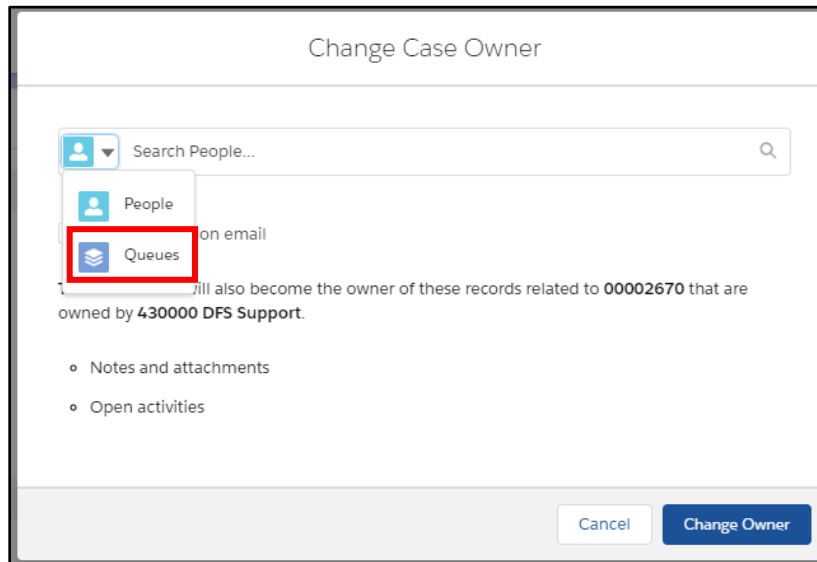 Change Case Owner
Search People...
People
on email
Queues
ill also become the owner of these records related to 00002670 that are
owned by 430000 DFS Support.
Notes and attachments
Open activities
Cancel
Change Owner